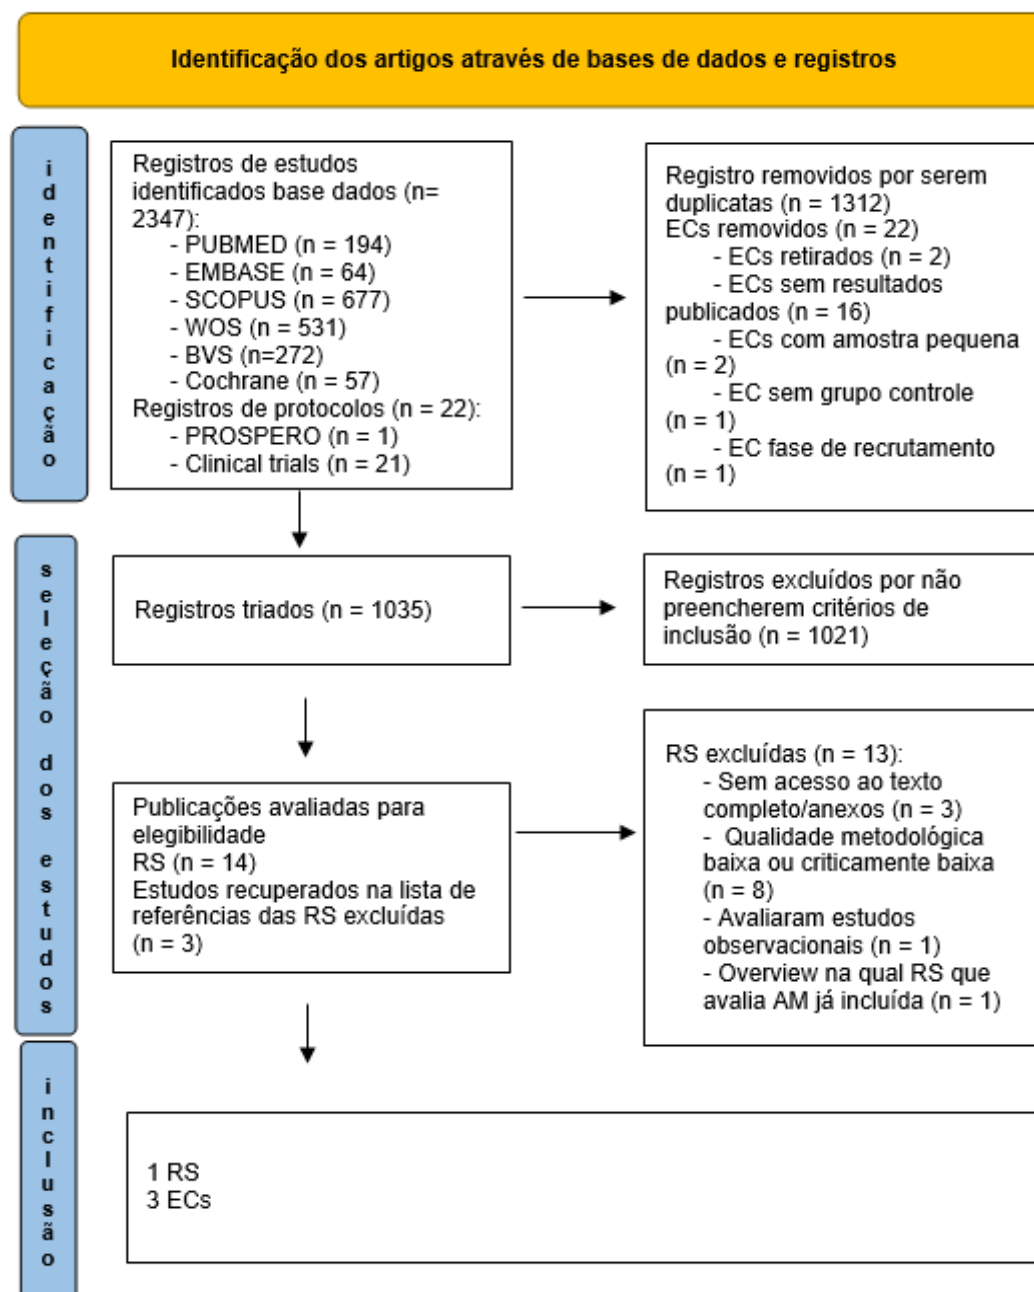 Identificação dos artigos através de bases de dados e registros
identificação
Registros de estudos
identificados base dados (n=
2347):
- PUBMED (n = 194)
- EMBASE (n = 64)
- SCOPUS (n = 677)
- WOS (n = 531)
- BVS (n=272)
- Cochrane (n = 57)
Registros de protocolos (n = 22):
- PROSPERO (n = 1)
- Clinical trials (n = 21)
Registro removidos por serem
duplicatas (n = 1312)
ECs removidos (n = 22)
- ECs retirados (n = 2)
- ECs sem resultados
publicados (n = 16)
- ECs com amostra pequena
(n = 2)
- EC sem grupo controle
(n = 1)
- EC fase de recrutamento
(n = 1)
seleção dos estudos
Registros triados (n = 1035)
Registros excluídos por não
preencherem critérios de
inclusão (n = 1021)
Publicações avaliadas para
elegibilidade
RS (n = 14)
Estudos recuperados na lista de
referências das RS excluídas
(n = 3)
RS excluídas (n = 13):
- Sem acesso ao texto
completo/anexos (n = 3)
- Qualidade metodológica
baixa ou criticamente baixa
(n = 8)
- Avaliaram estudos
observacionais (n = 1)
- Overview na qual RS que
avalia AM já incluída (n = 1)
inclusão
1 RS
3 ECs